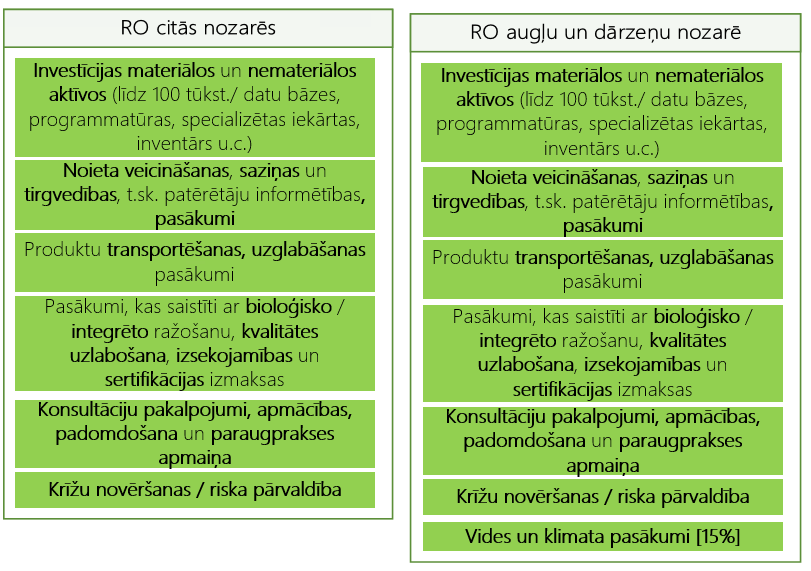 RO citās nozarēs
Investīcijas materiālos un nemateriālos
aktīvos (līdz 100 tūkst./ datu bāzes,
programmatūras, specializētas iekārtas,
inventārs u.c.)
Noieta veicināšanas, saziņas un
tirgvedības, t.sk. patērētāju informētības,
pasākumi
Produktu transportēšanas, uzglabāšanas
pasākumi
Pasākumi, kas saistīti ar bioloģisko /
integrēto ražošanu, kvalitātes
uzlabošana, izsekojamības un
sertifikācijas izmaksas
Konsultāciju pakalpojumi, apmācības,
padomdošana un paraugprakses
apmaiņa
Krīžu novēršanas / riska pārvaldība
RO augļu un dārzeņu nozarē
Investīcijas materiālos un nemateriālos
aktīvos (līdz 100 tūkst./ datu bāzes,
programmatūras, specializētas iekārtas,
inventārs u.c.)
Noieta veicināšanas, saziņas un
tirgvedības, t.sk. patērētāju informētības,
pasākumi
Produktu transportēšanas, uzglabāšanas
pasākumi
Pasākumi, kas saistīti ar bioloģisko /
integrēto ražošanu, kvalitātes
uzlabošana, izsekojamības un
sertifikācijas izmaksas
Konsultāciju pakalpojumi, apmācības,
padomdošana un paraugprakses
apmaiņa
Krīžu novēršanas / riska pārvaldība
Vides un klimata pasākumi [15%]